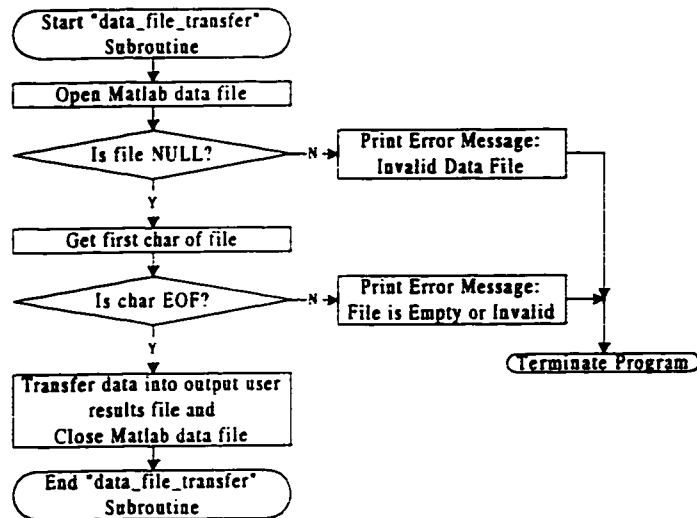 Start "data_file_transfer"
Subroutine
Open Matlab data file
Is file NULL?
N
Print Error Message:
Invalid Data File
Y
Get first char of file
Is char EOF?
N
Print Error Message:
File is Empty or Invalid
Y
Terminate Program
Transfer data into output user
results file and
Close Matlab data file
End "data_file_transfer"
Subroutine